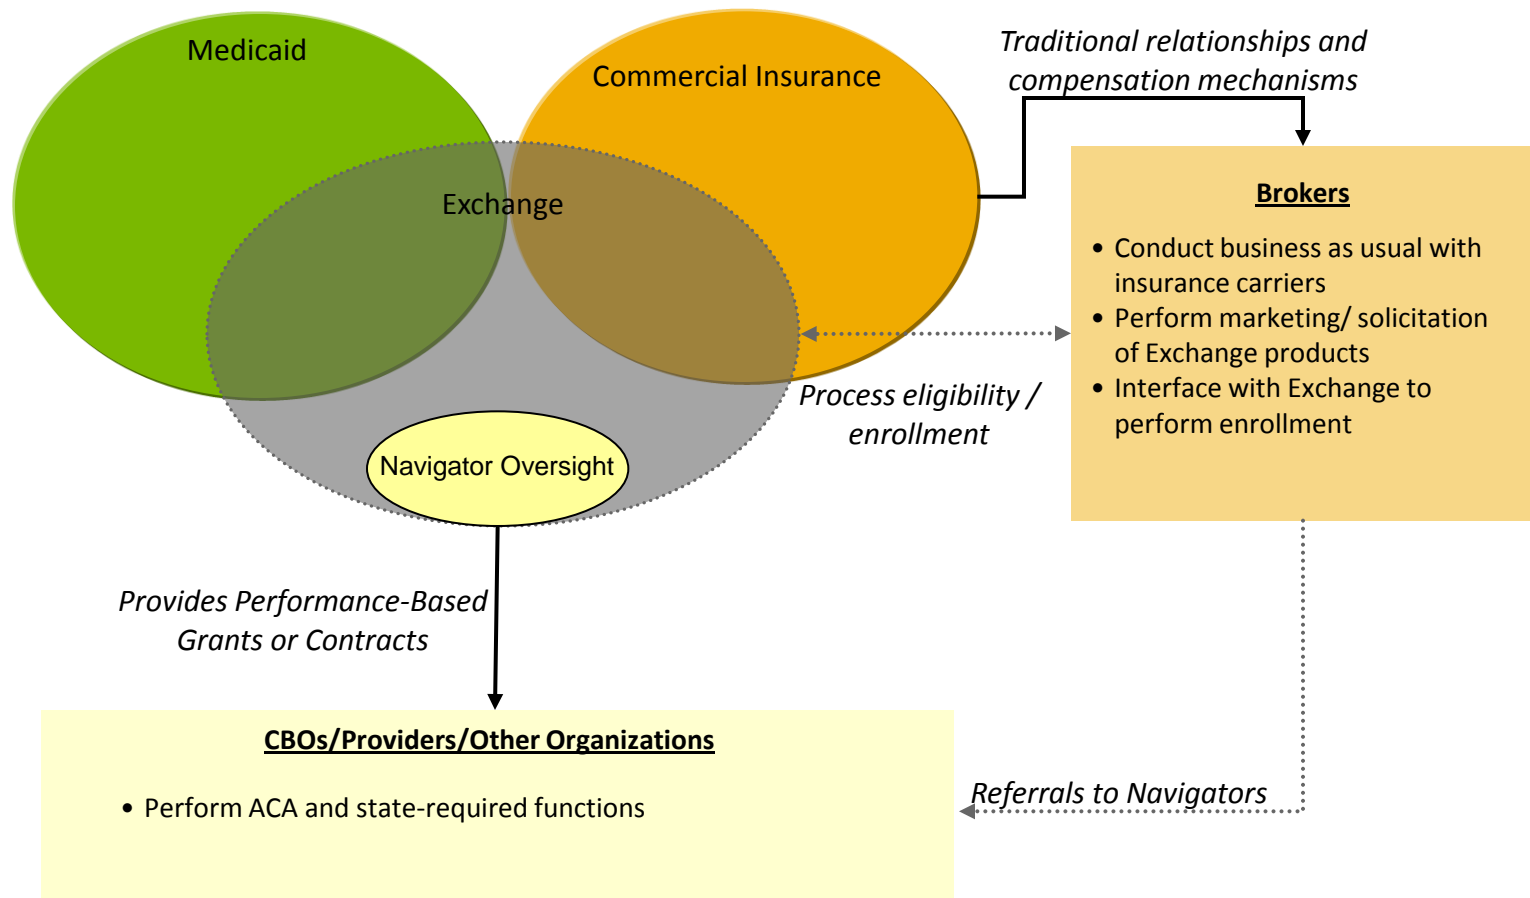 Medicaid
Commercial Insurance
Traditional relationships and
compensation mechanisms
Exchange
Brokers
• Conduct business as usual with
insurance carriers
• Perform marketing/ solicitation
of Exchange products
• Interface with Exchange to
perform enrollment
Process eligibility /
enrollment
Navigator Oversight
Provides Performance-Based
Grants or Contracts
CBOs/Providers/Other Organizations
• Perform ACA and state-required functions
Referrals to Navigators